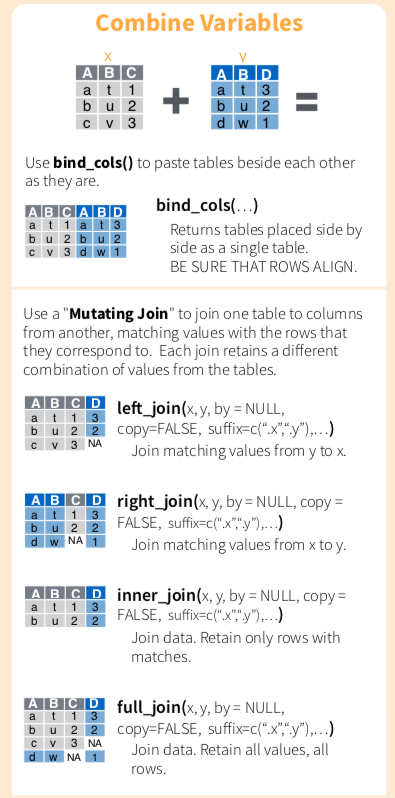 Combine Variables
x y
A B C A B D
a t 1 a t 3
b u 2 + b u 2 =
c v 3 d w 1
Use bind_cols() to paste tables beside each other
as they are.
A B C A B D
a t 1 a t 3
b u 2 b u 2
c v 3 d w 1
bind_cols(…)
Returns tables placed side by
side as a single table.
BE SURE THAT ROWS ALIGN.
Use a "Mutating Join" to join one table to columns
from another, matching values with the rows that
they correspond to. Each join retains a different
combination of values from the tables.
A B C D
a t 1 3
b u 2 2
c v 3 NA
left_join(x, y, by = NULL,
copy=FALSE, suffix=c(“.x”,“.y”),…)
Join matching values from y to x.
A B C D
a t 1 3
b u 2 2
d w NA 1
right_join(x, y, by = NULL, copy =
FALSE, suffix=c(“.x”,“.y”),…)
Join matching values from x to y.
A B C D
a t 1 3
b u 2 2
inner_join(x, y, by = NULL, copy =
FALSE, suffix=c(“.x”,“.y”),…)
Join data. Retain only rows with
matches.
A B C D
a t 1 3
b u 2 2
c v 3 NA
d w NA 1
full_join(x, y, by = NULL,
copy=FALSE, suffix=c(“.x”,“.y”),…)
Join data. Retain all values, all
rows.